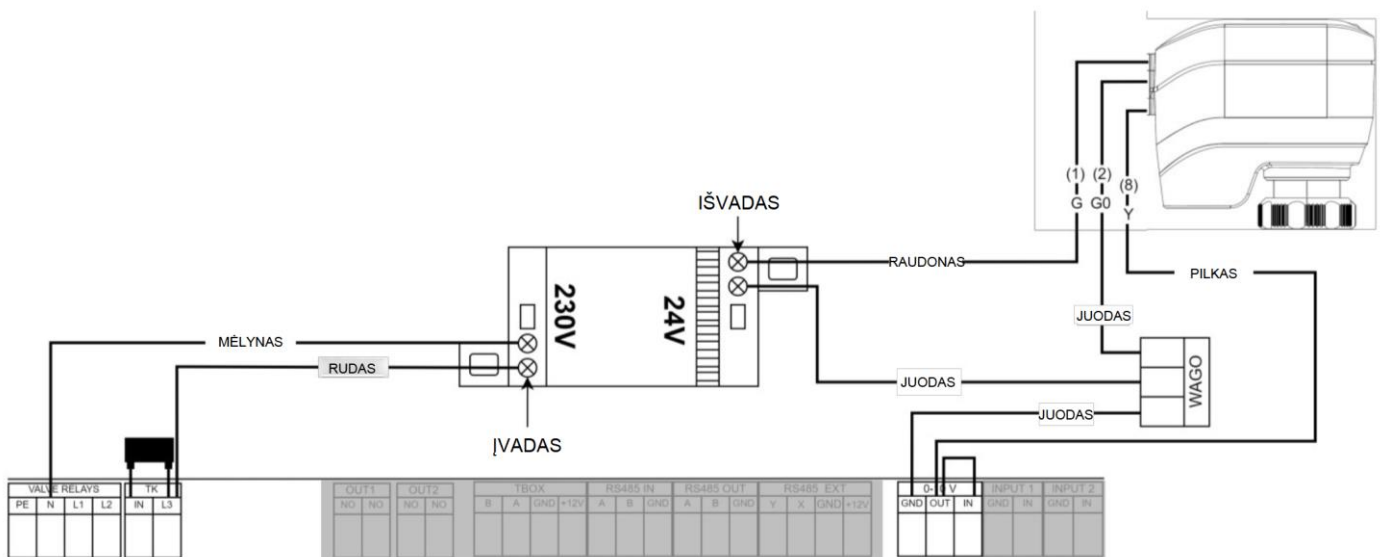 (1) (2) (8)
G G0 Y
IŠVADAS
RAUDONAS
PILKAS
230V
24V
JUODAS
MĖLYNAS
RUDAS
JUODAS
WAGO
JUODAS
ĮVADAS
VALVE RELAYS TK OUT1 OUT2 TBOX RS485 IN RS485 OUT RS485 EXT 0-10 V INPUT 1 INPUT 2
PE N L1 L2 IN L3 NO NO NO NO B A GND +12V A B GND A B GND Y X GND +12V GND OUT IN GND IN GND IN